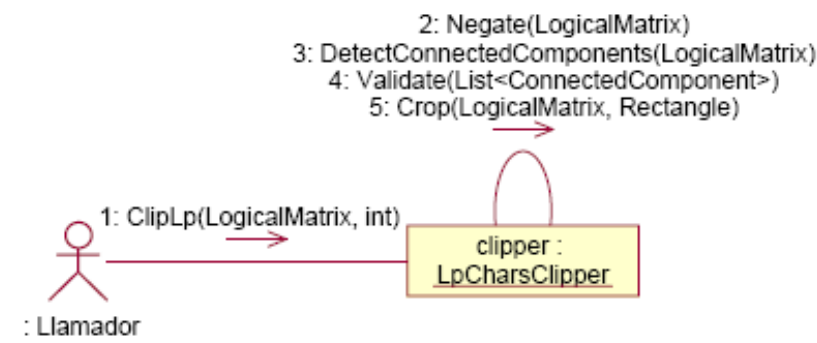 2: Negate(LogicalMatrix)
3: DetectConnectedComponents(LogicalMatrix)
4: Validate(List<ConnectedComponent>)
5: Crop(LogicalMatrix, Rectangle)
1: ClipLp(LogicalMatrix, int)
clipper :
LpCharsClipper
: Llamador